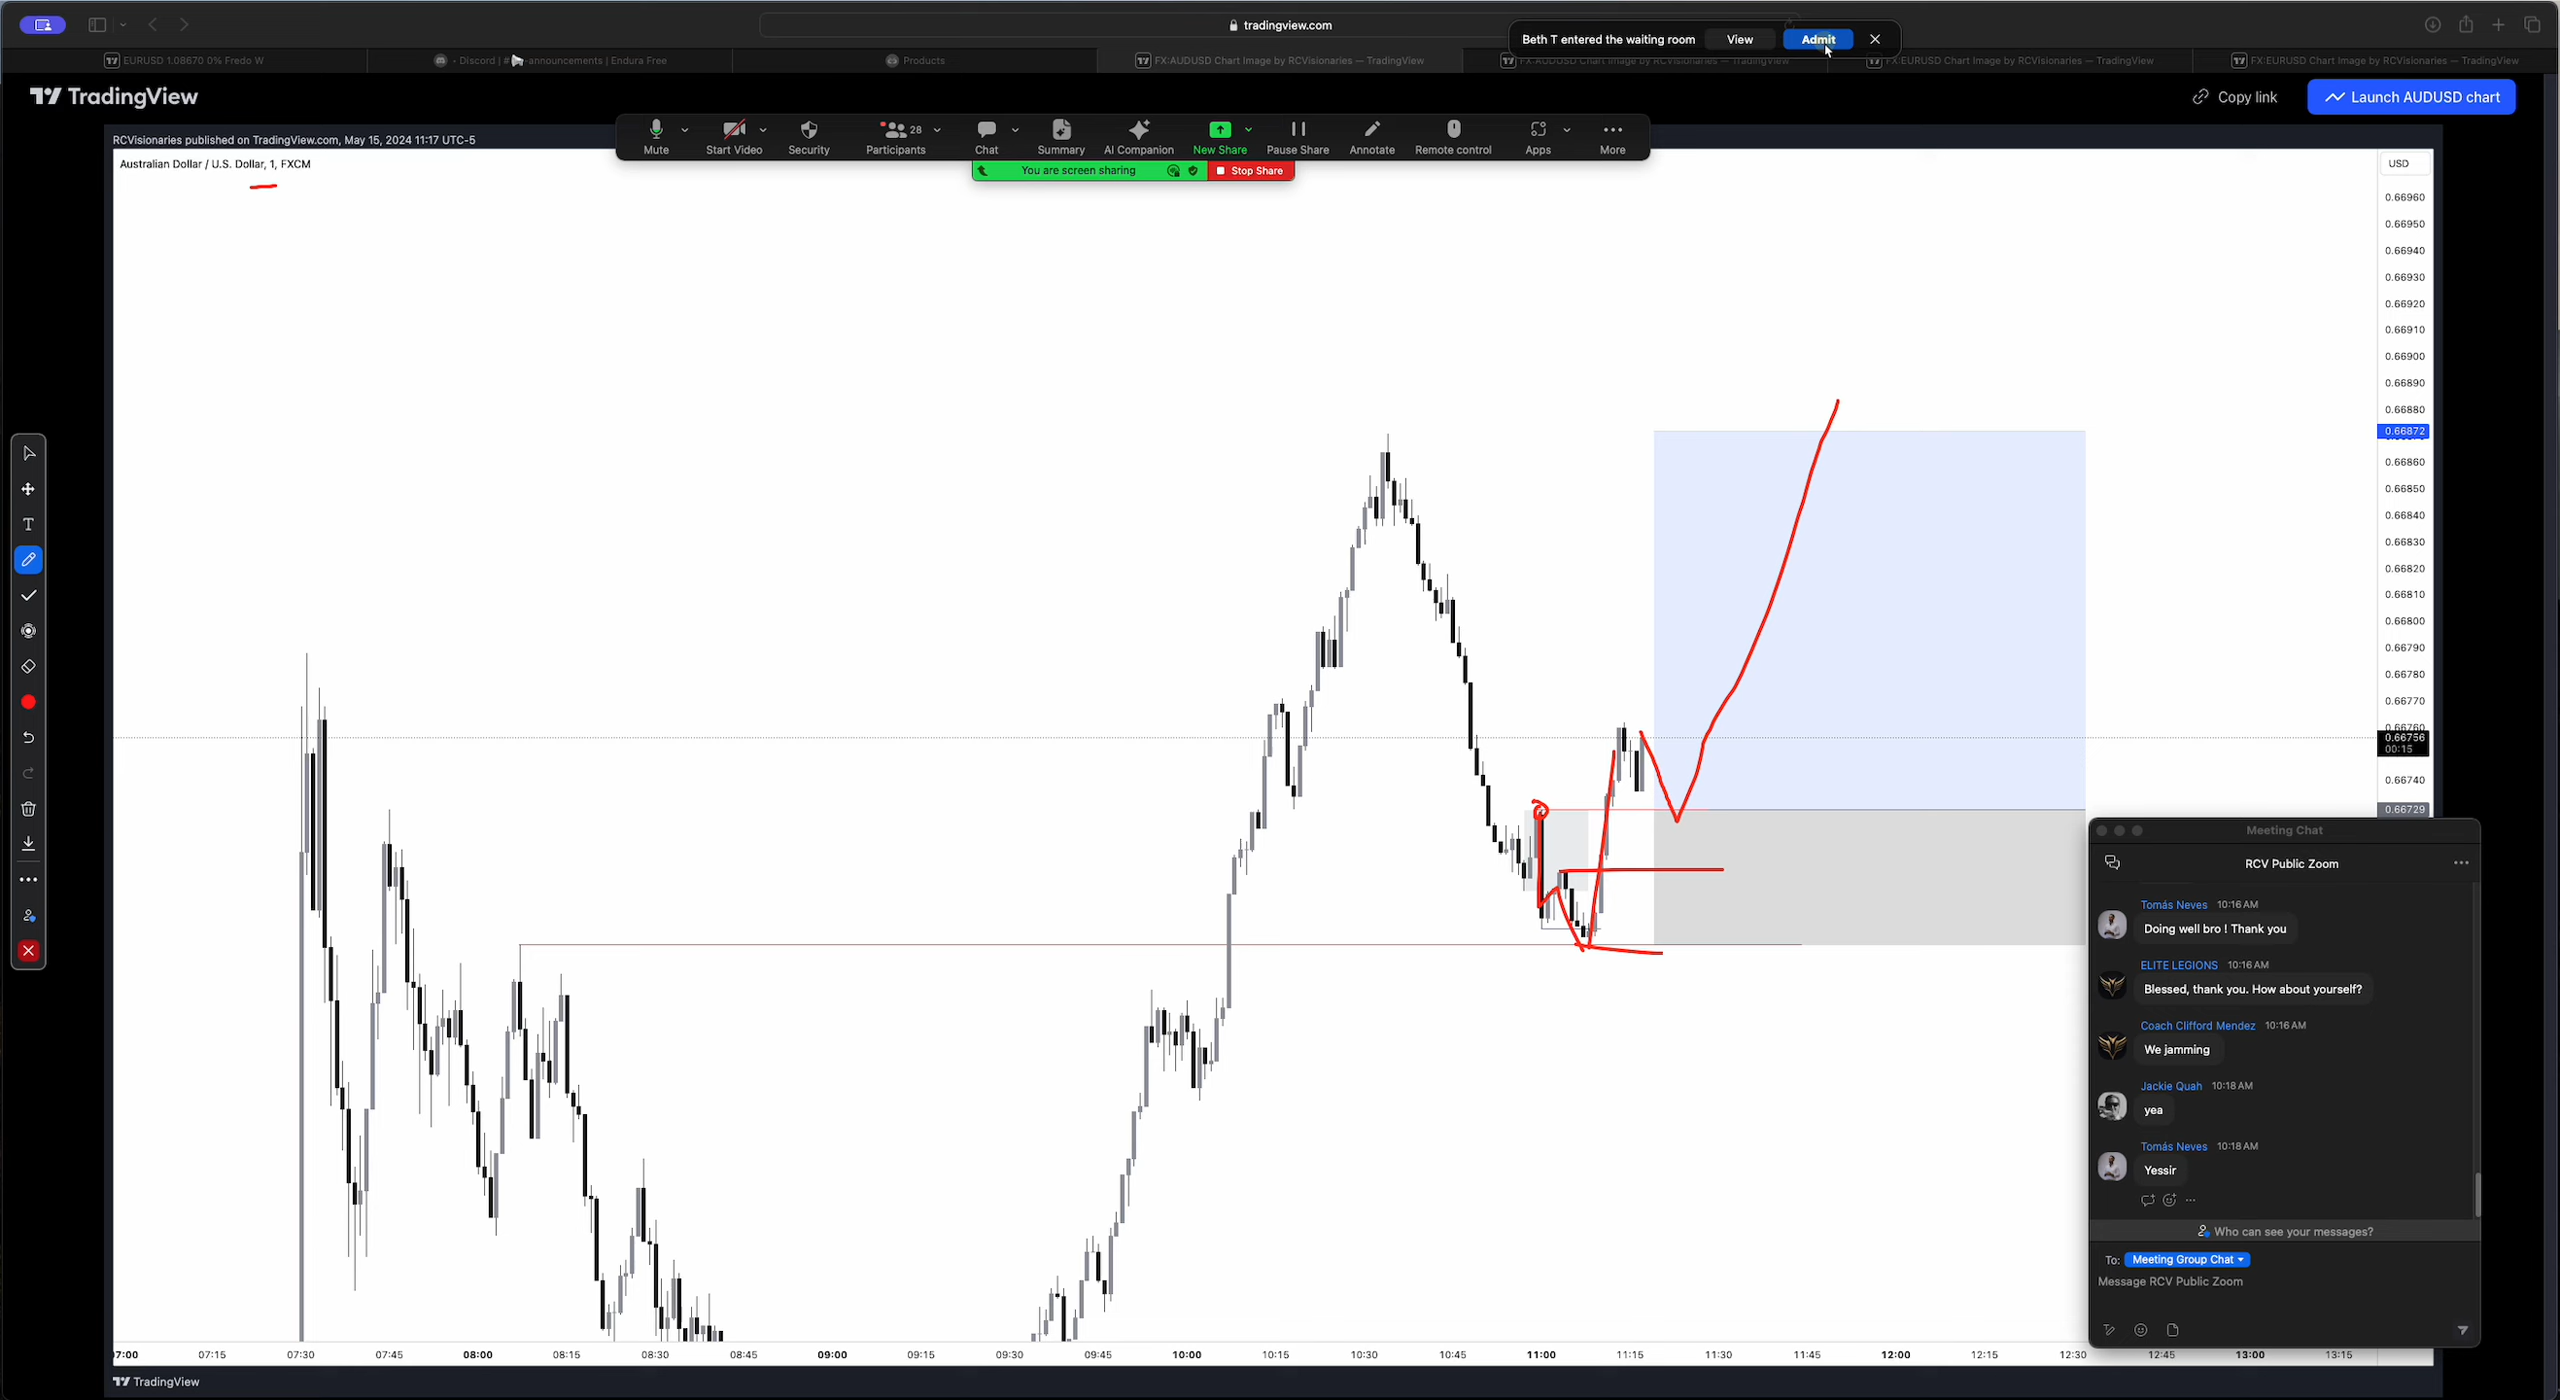 tradingview.com
Beth T entered the waiting room
View
Admit
EURUSD 1.08670 0% Fredo W
announcements | Endura Free
Products
FX:AUDUSD Chart Image by RCVisionaries — TradingView
FX:AUDUSD Chart Image by RCVisionaries — TradingView
FX:EURUSD Chart Image by RCVisionaries — TradingView
FX:EURUSD Chart Image by RCVisionaries — TradingView
TradingView
Copy link
Launch AUDUSD chart
RCVisionaries published on TradingView.com, May 15, 2024 11:17 UTC-5
Mute
Start Video
Security
28
Participants
Chat
Summary
AI Companion
New Share
Pause Share
Annotate
Remote control
Apps
More
You are screen sharing
Stop Share
Australian Dollar / U.S. Dollar, 1, FXCM
USD
0.66960
0.66950
0.66940
0.66930
0.66920
0.66910
0.66900
0.66890
0.66880
0.66872
0.66860
0.66850
0.66840
0.66830
0.66820
0.66810
0.66800
0.66790
0.66780
0.66770
0.66760
0.66756
00:15
0.66740
0.66729
Meeting Chat
RCV Public Zoom
Tomás Neves 10:16 AM
Doing well bro ! Thank you
ELITE LEGIONS 10:16 AM
Blessed, thank you. How about yourself?
Coach Clifford Mendez 10:16 AM
We jamming
Jackie Quah 10:18 AM
yea
Tomás Neves 10:18 AM
Yessir
Who can see your messages?
To: Meeting Group Chat
Message RCV Public Zoom
7:00 07:15 07:30 07:45 08:00 08:15 08:30 08:45 09:00 09:15 09:30 09:45 10:00 10:15 10:30 10:45 11:00 11:15 11:30 11:45 12:00 12:15 12:30 12:45 13:00 13:15
TradingView